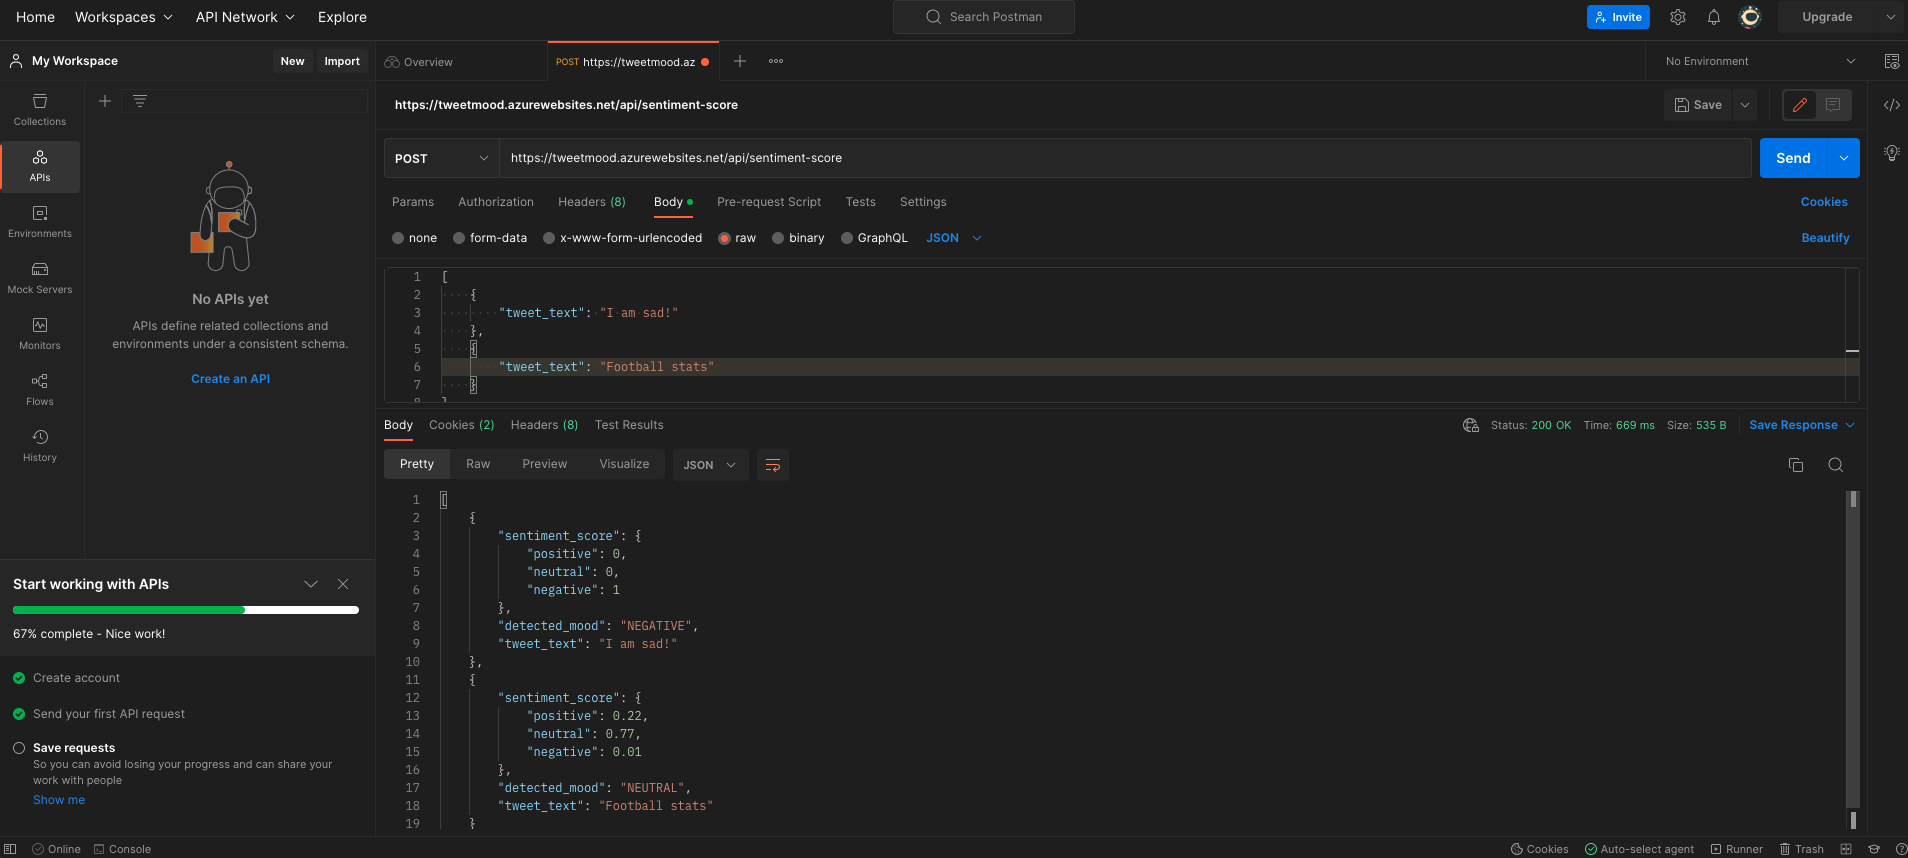 Home Workspaces API Network Explore Search Postman Invite Upgrade
My Workspace New Import Overview POST https://tweetmood.az No Environment
https://tweetmood.azurewebsites.net/api/sentiment-score Save
Collections
APIs
Environments
Mock Servers
Monitors
Flows
History
No APIs yet
APIs define related collections and
environments under a consistent schema.
Create an API
Start working with APIs
67% complete - Nice work!
Create account
Send your first API request
Save requests
So you can avoid losing your progress and can share your
work with people
Show me
POST https://tweetmood.azurewebsites.net/api/sentiment-score Send
Params Authorization Headers (8) Body Pre-request Script Tests Settings Cookies
none form-data x-www-form-urlencoded raw binary GraphQL JSON Beautify
1 [
2 {
3 "tweet_text": "I am sad!"
4 },
5 {
6 "tweet_text": "Football stats"
7 }
8 ]
Body Cookies (2) Headers (8) Test Results Status: 200 OK Time: 669 ms Size: 535 B Save Response
Pretty Raw Preview Visualize JSON
1 [
2 {
3 "sentiment_score": {
4 "positive": 0,
5 "neutral": 0,
6 "negative": 1
7 },
8 "detected_mood": "NEGATIVE",
9 "tweet_text": "I am sad!"
10 },
11 {
12 "sentiment_score": {
13 "positive": 0.22,
14 "neutral": 0.77,
15 "negative": 0.01
16 },
17 "detected_mood": "NEUTRAL",
18 "tweet_text": "Football stats"
19 }
Online Console Cookies Auto-select agent Runner Trash